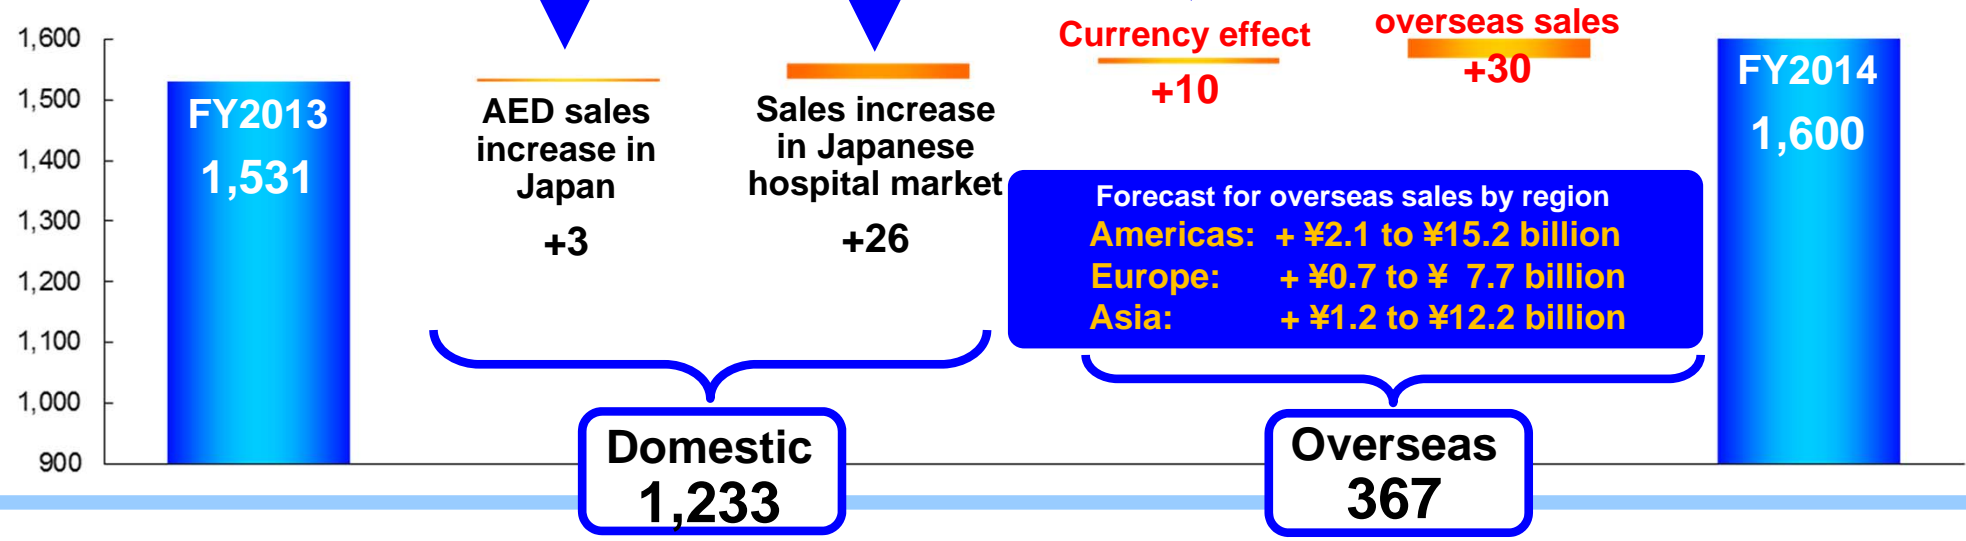 1,600
1,500
1,400
1,300
1,200
1,100
1,000
900
FY2013
1,531
AED sales
increase in
Japan
+3
Sales increase
in Japanese
hospital market
+26
Currency effect
+10
overseas sales
+30
FY2014
1,600
Forecast for overseas sales by region
Americas: + ¥2.1 to ¥15.2 billion
Europe: + ¥0.7 to ¥ 7.7 billion
Asia: + ¥1.2 to ¥12.2 billion
Domestic
1,233
Overseas
367